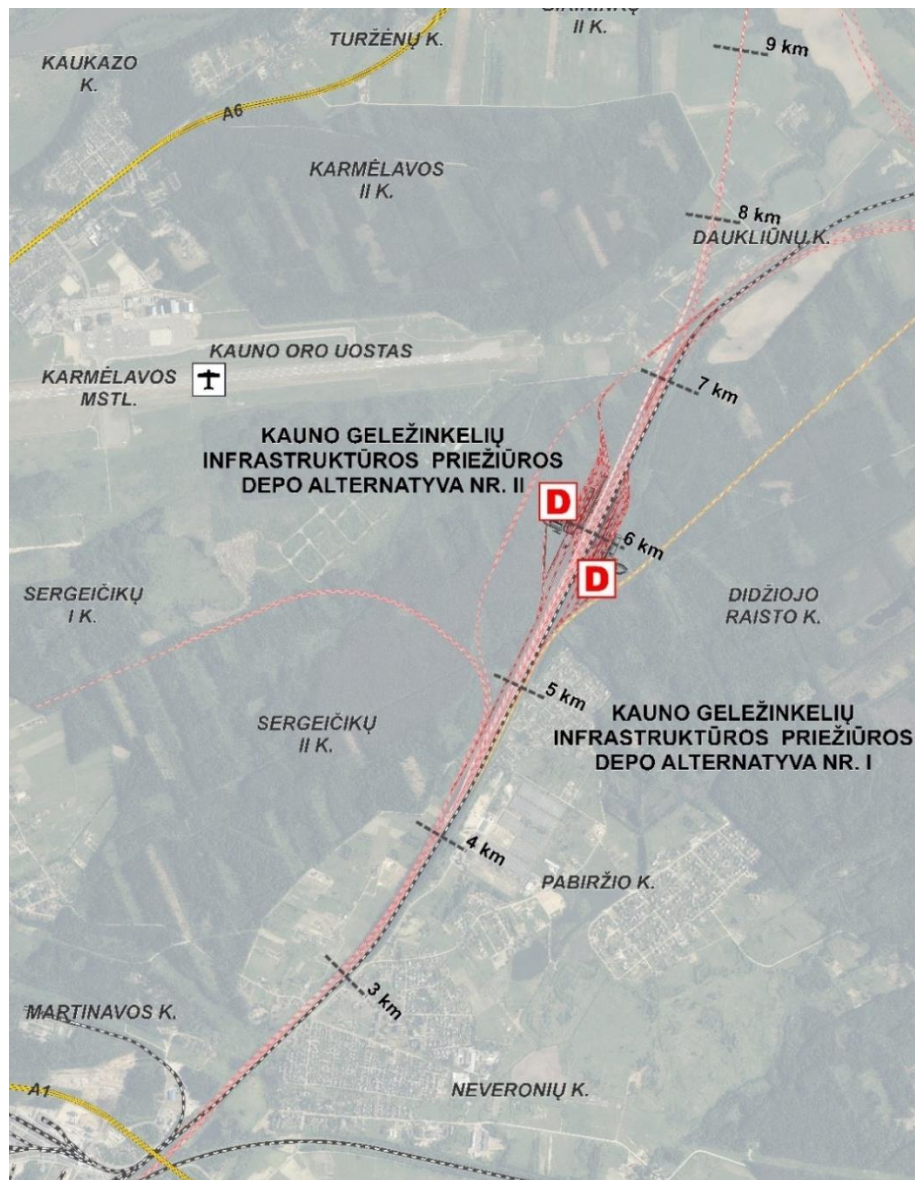 II K.
TURŽĖNŲ K.
9 km
KAUKAZO
K.
A6
KARMĖLAVOS
II K.
8 km
DAUKLIŪNŲ K.
KAUNO ORO UOSTAS
KARMĖLAVOS
MSTL.
7 km
KAUNO GELEŽINKELIŲ
INFRASTRUKTŪROS PRIEŽIŪROS
DEPO ALTERNATYVA NR. II
D
6 km
D
SERGEIČIKŲ
I K.
DIDŽIOJO
RAISTO K.
5 km
KAUNO GELEŽINKELIŲ
INFRASTRUKTŪROS PRIEŽIŪROS
DEPO ALTERNATYVA NR. I
SERGEIČIKŲ
II K.
4 km
PABIRŽIO K.
3 km
MARTINAVOS K.
A1
NEVERONIŲ K.